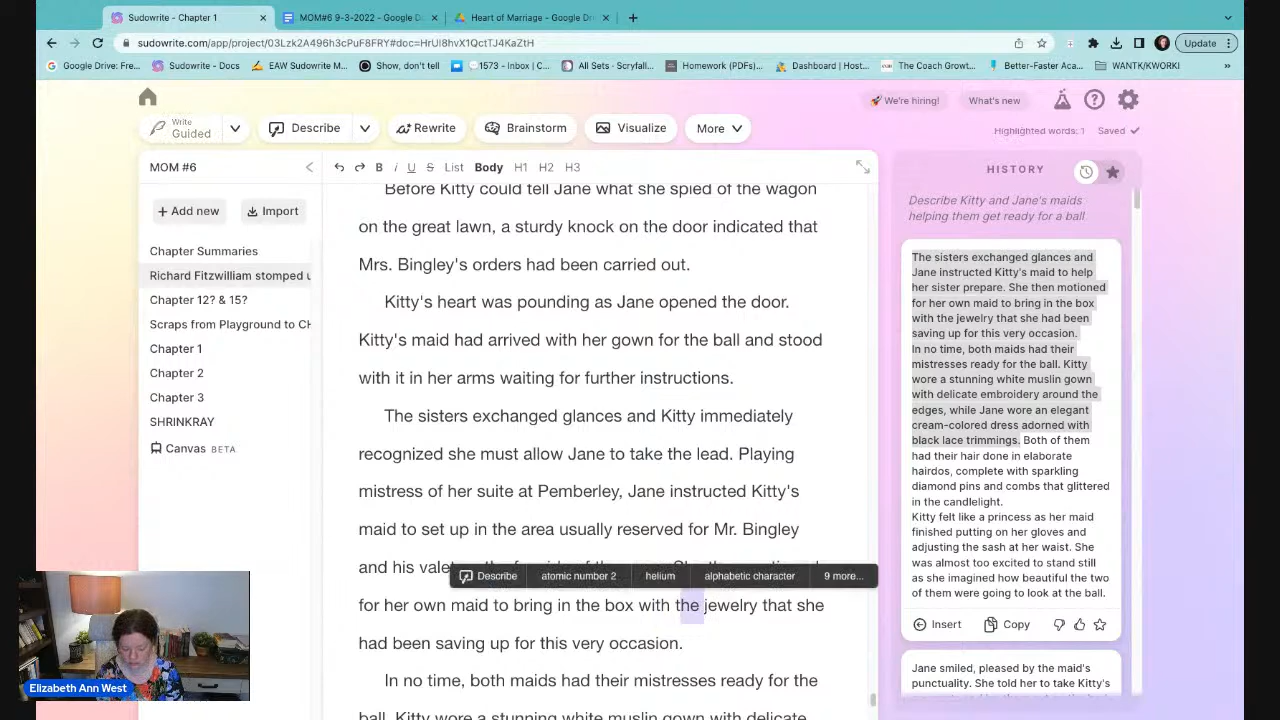 Sudowrite - Chapter 1
MOM#6 9-3-2022 - Google D
Heart of Marriage - Google Dri
sudowrite.com/app/project/03Lzk2A496h3cPuF8FRY#doc=HrUl8hvX1QctTJ4KaZtH
Update
Google Drive: Fre...
Sudowrite - Docs
EAW Sudowrite M...
Show, don't tell
1573 - Inbox | C...
All Sets · Scryfall...
Homework (PDFs)...
Dashboard | Host...
The Coach Growt...
Better-Faster Aca...
WANTK/KWORKI
»
We're hiring!
What's new
Write
Guided
Describe
Rewrite
Brainstorm
Visualize
More
Highlighted words: 1
Saved
MOM #6
B i U S List Body H1 H2 H3
HISTORY
+ Add new
Import
Chapter Summaries
Richard Fitzwilliam stomped u
Chapter 12? & 15?
Scraps from Playground to CH
Chapter 1
Chapter 2
Chapter 3
SHRINKRAY
Canvas BETA
Before Kitty could tell Jane what she spied of the wagon
on the great lawn, a sturdy knock on the door indicated that
Mrs. Bingley's orders had been carried out.
Kitty's heart was pounding as Jane opened the door.
Kitty's maid had arrived with her gown for the ball and stood
with it in her arms waiting for further instructions.
The sisters exchanged glances and Kitty immediately
recognized she must allow Jane to take the lead. Playing
mistress of her suite at Pemberley, Jane instructed Kitty's
maid to set up in the area usually reserved for Mr. Bingley
and his valet
Describe
atomic number 2
helium
alphabetic character
9 more...
for her own maid to bring in the box with the jewelry that she
had been saving up for this very occasion.
In no time, both maids had their mistresses ready for the
ball. Kitty wore a stunning white muslin gown with delicate
Describe Kitty and Jane's maids
helping them get ready for a ball
The sisters exchanged glances and
Jane instructed Kitty's maid to help
her sister prepare. She then motioned
for her own maid to bring in the box
with the jewelry that she had been
saving up for this very occasion.
In no time, both maids had their
mistresses ready for the ball. Kitty
wore a stunning white muslin gown
with delicate embroidery around the
edges, while Jane wore an elegant
cream-colored dress adorned with
black lace trimmings. Both of them
had their hair done in elaborate
hairdos, complete with sparkling
diamond pins and combs that glittered
in the candlelight.
Kitty felt like a princess as her maid
finished putting on her gloves and
adjusting the sash at her waist. She
was almost too excited to stand still
as she imagined how beautiful the two
of them were going to look at the ball.
Insert
Copy
Jane smiled, pleased by the maid's
punctuality. She told her to take Kitty's
Elizabeth Ann West